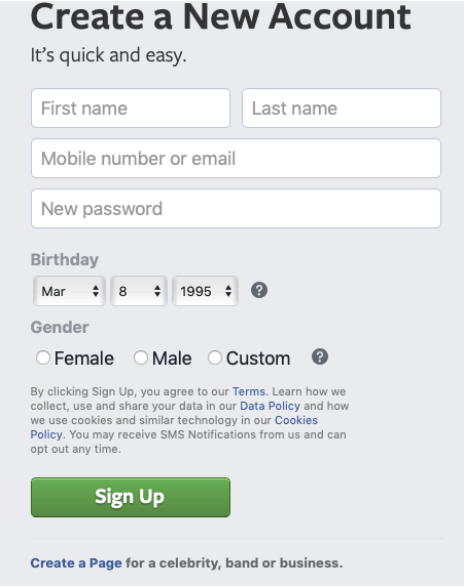 Create a New Account
It's quick and easy.
First name Last name
Mobile number or email
New password
Birthday
Mar 8 1995 ?
Gender
Female Male Custom ?
By clicking Sign Up, you agree to our Terms. Learn how we
collect, use and share your data in our Data Policy and how
we use cookies and similar technology in our Cookies
Policy. You may receive SMS Notifications from us and can
opt out any time.
Sign Up
Create a Page for a celebrity, band or business.